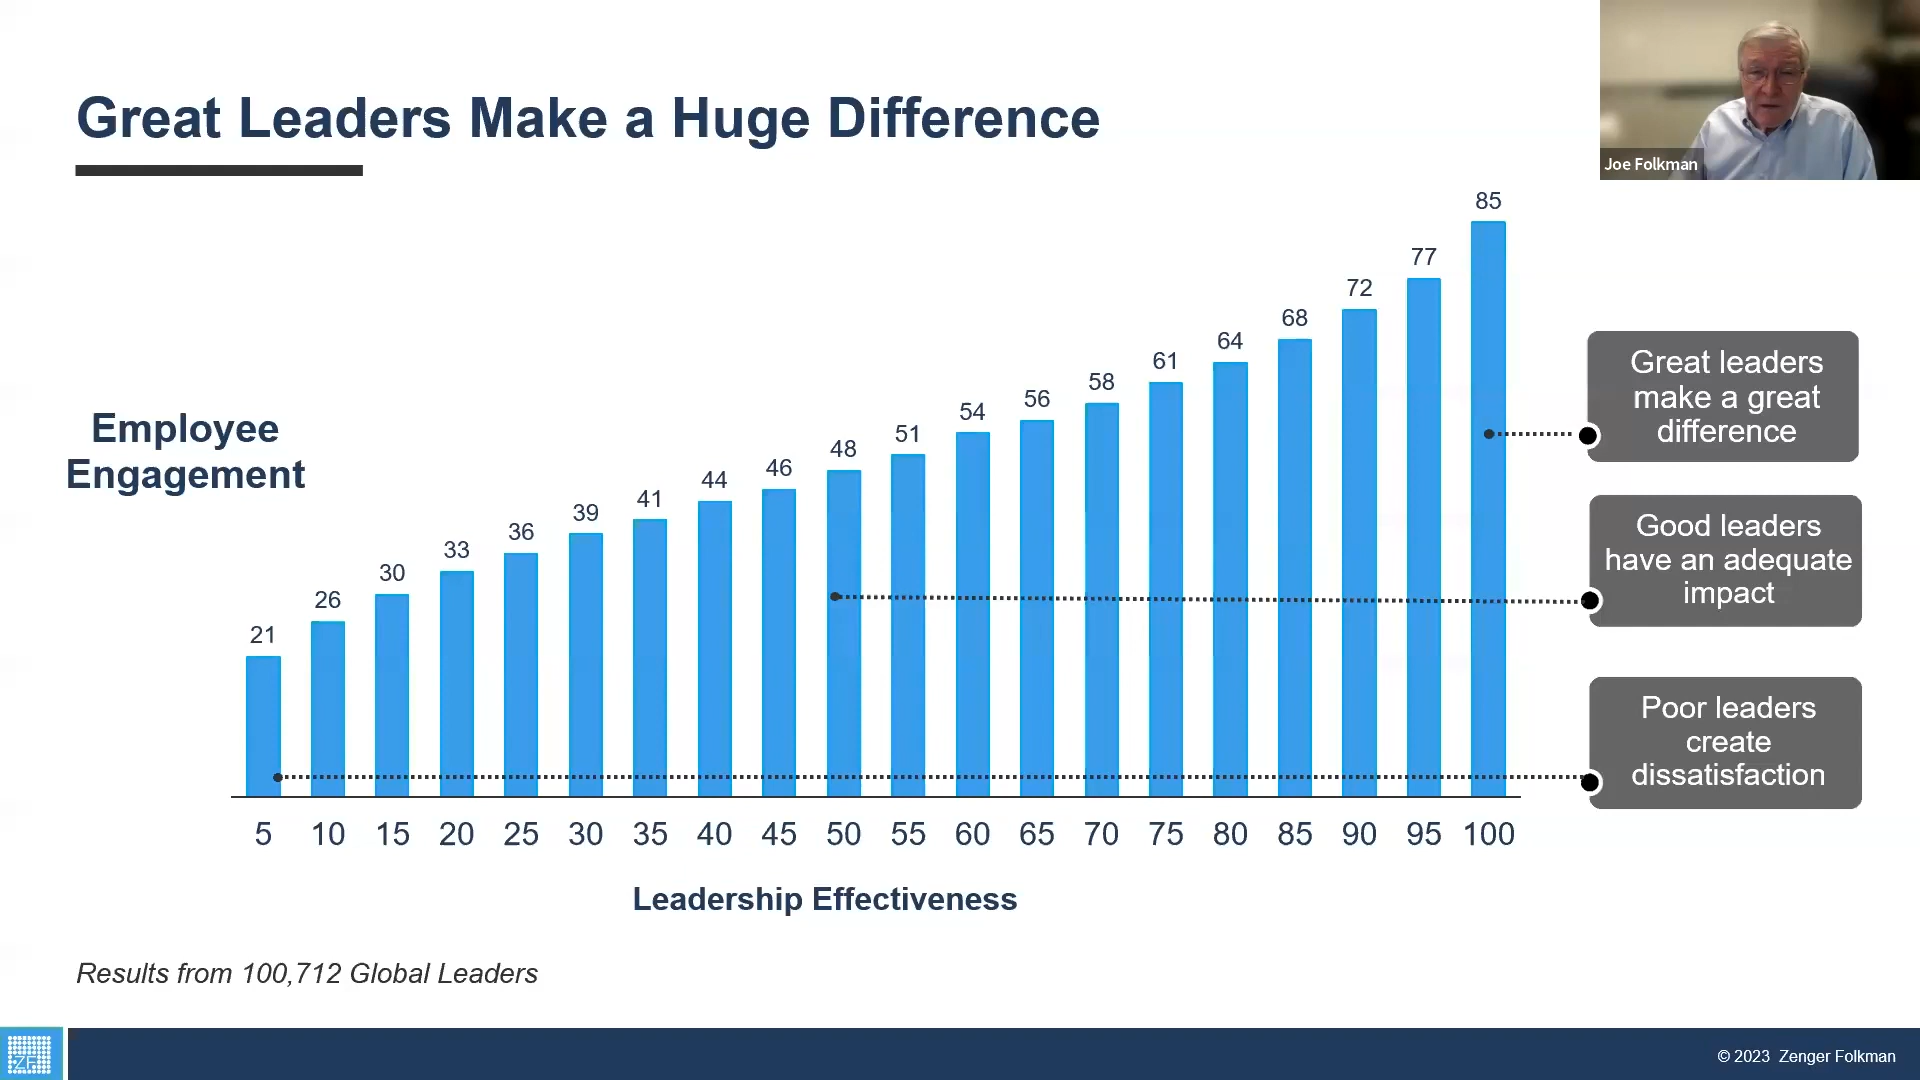 Great Leaders Make a Huge Difference
Joe Folkman
Employee
Engagement
21
26
30
33
36
39
41
44
46
48
51
54
56
58
61
64
68
72
77
85
5 10 15 20 25 30 35 40 45 50 55 60 65 70 75 80 85 90 95 100
Leadership Effectiveness
Great leaders
make a great
difference
Good leaders
have an adequate
impact
Poor leaders
create
dissatisfaction
Results from 100,712 Global Leaders
ZF
© 2023 Zenger Folkman